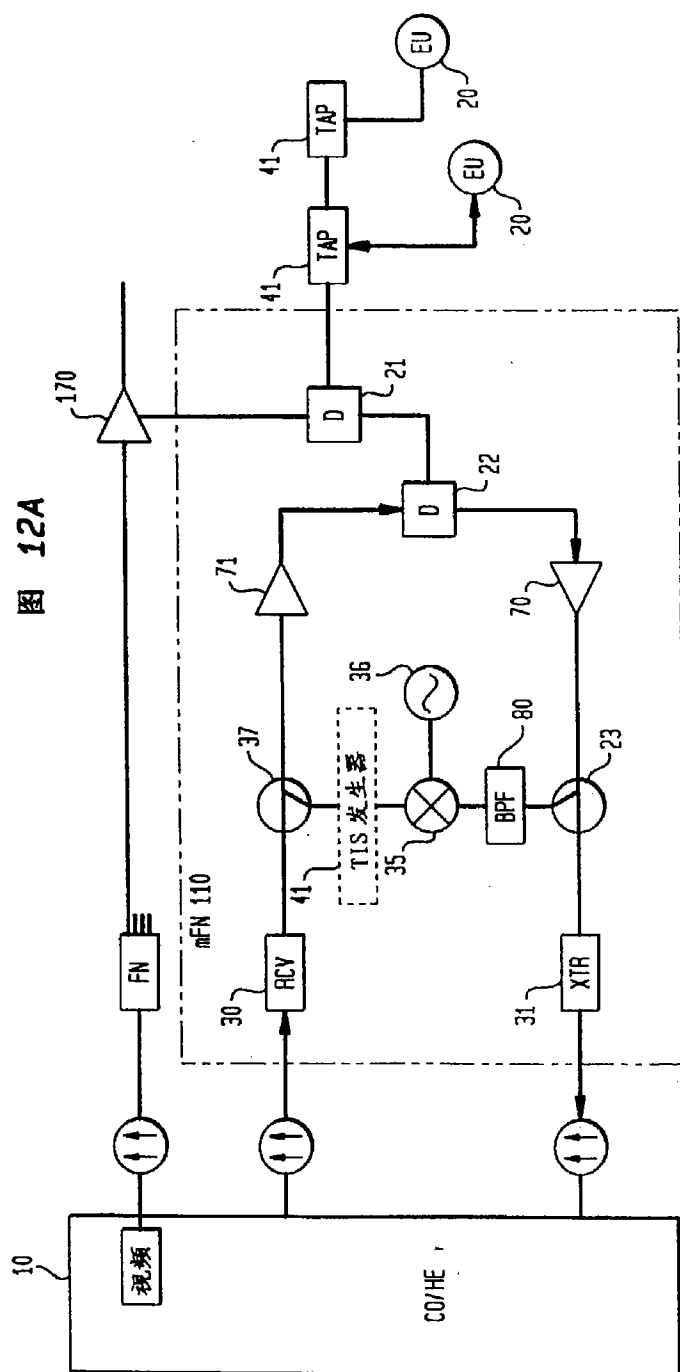 图 12A
10
视频
CO/HE
FN
170
mFN 110
30
RCV
37
71
41
TIS 发生器
36
35
80
BPF
23
31
XTR
70
D
22
D
21
41
TAP
41
TAP
EU
20
EU
20